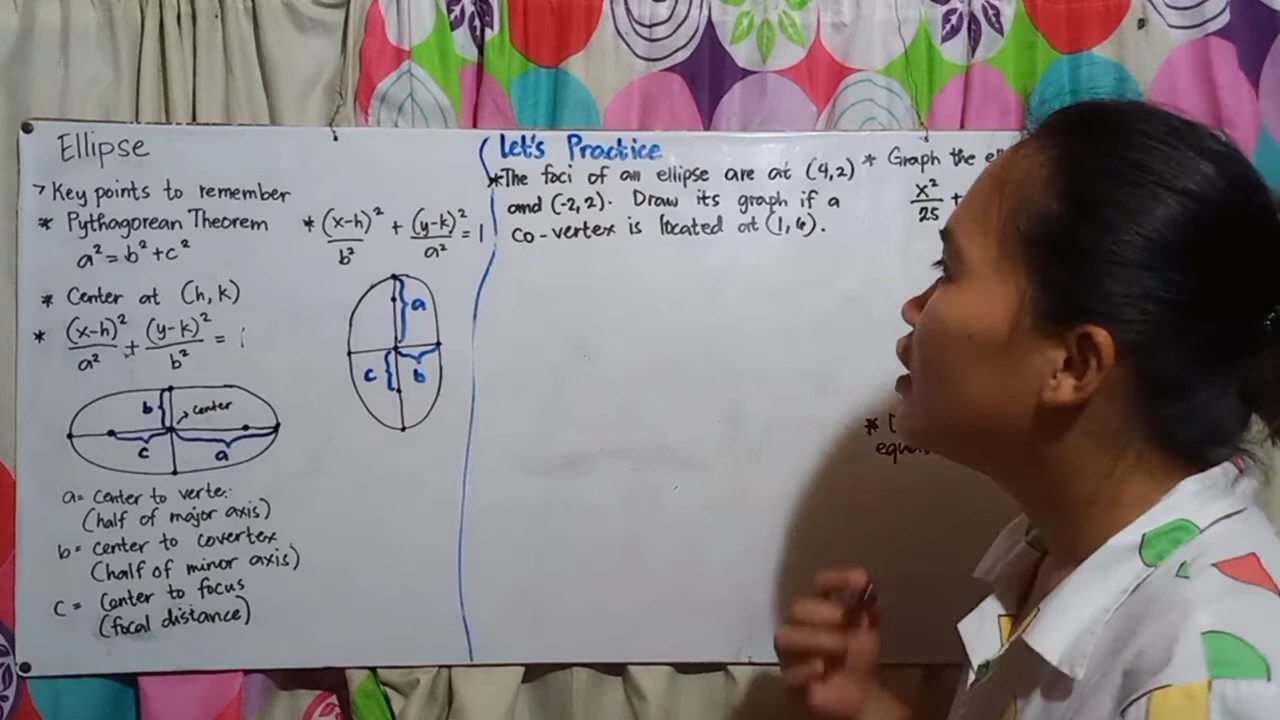 Ellipse
> Key points to remember
* Pythagorean Theorem
a² = b² + c²
* Center at (h, k)
* (x-h)²/a² + (y-k)²/b² = 1
b
center
c
a
a = Center to verte
(half of major axis)
b = center to covertex
(half of minor axis)
c = Center to focus
(focal distance)
* (x-h)²/b² + (y-k)²/a² = 1
a
c
b
Let's Practice
* The foci of an ellipse are at (4,2)
and (-2,2). Draw its graph if a
co-vertex is located at (1,6).
* Graph the
x²/25 +
*